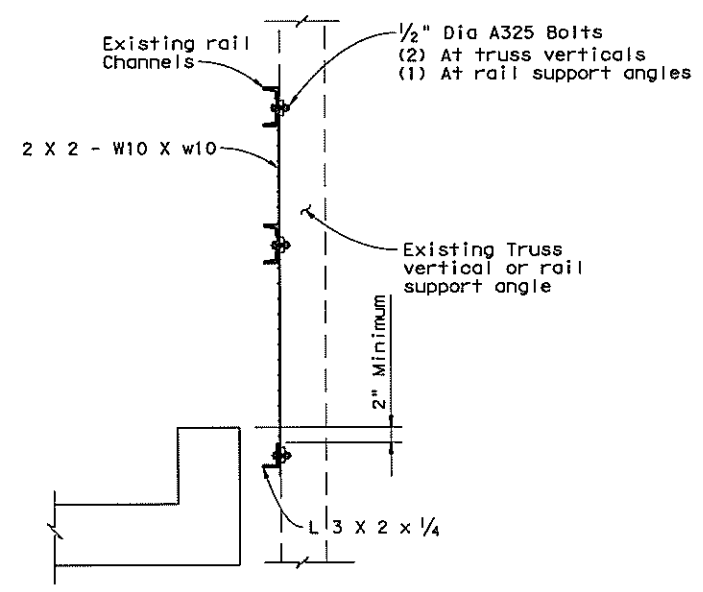 1/2" Dia A325 Bolts
(2) At truss verticals
(1) At rail support angles
Existing rail
Channels
2 X 2 - W10 X w10
Existing Truss
vertical or rail
support angle
2" Minimum
L 3 X 2 x 1/4